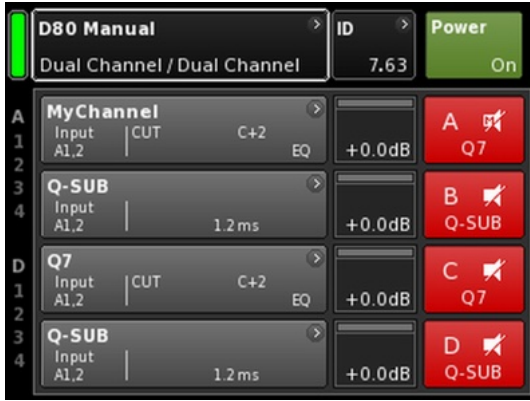 D80 Manual
Dual Channel / Dual Channel
ID
7.63
Power
On
A
1
2
3
4
D
1
2
3
4
MyChannel
Input
A1,2
CUT
C+2
EQ
+0.0dB
A
M
Q7
Q-SUB
Input
A1,2
1.2 ms
+0.0dB
B
Q-SUB
Q7
Input
A1,2
CUT
C+2
EQ
+0.0dB
C
Q7
Q-SUB
Input
A1,2
1.2 ms
+0.0dB
D
Q-SUB